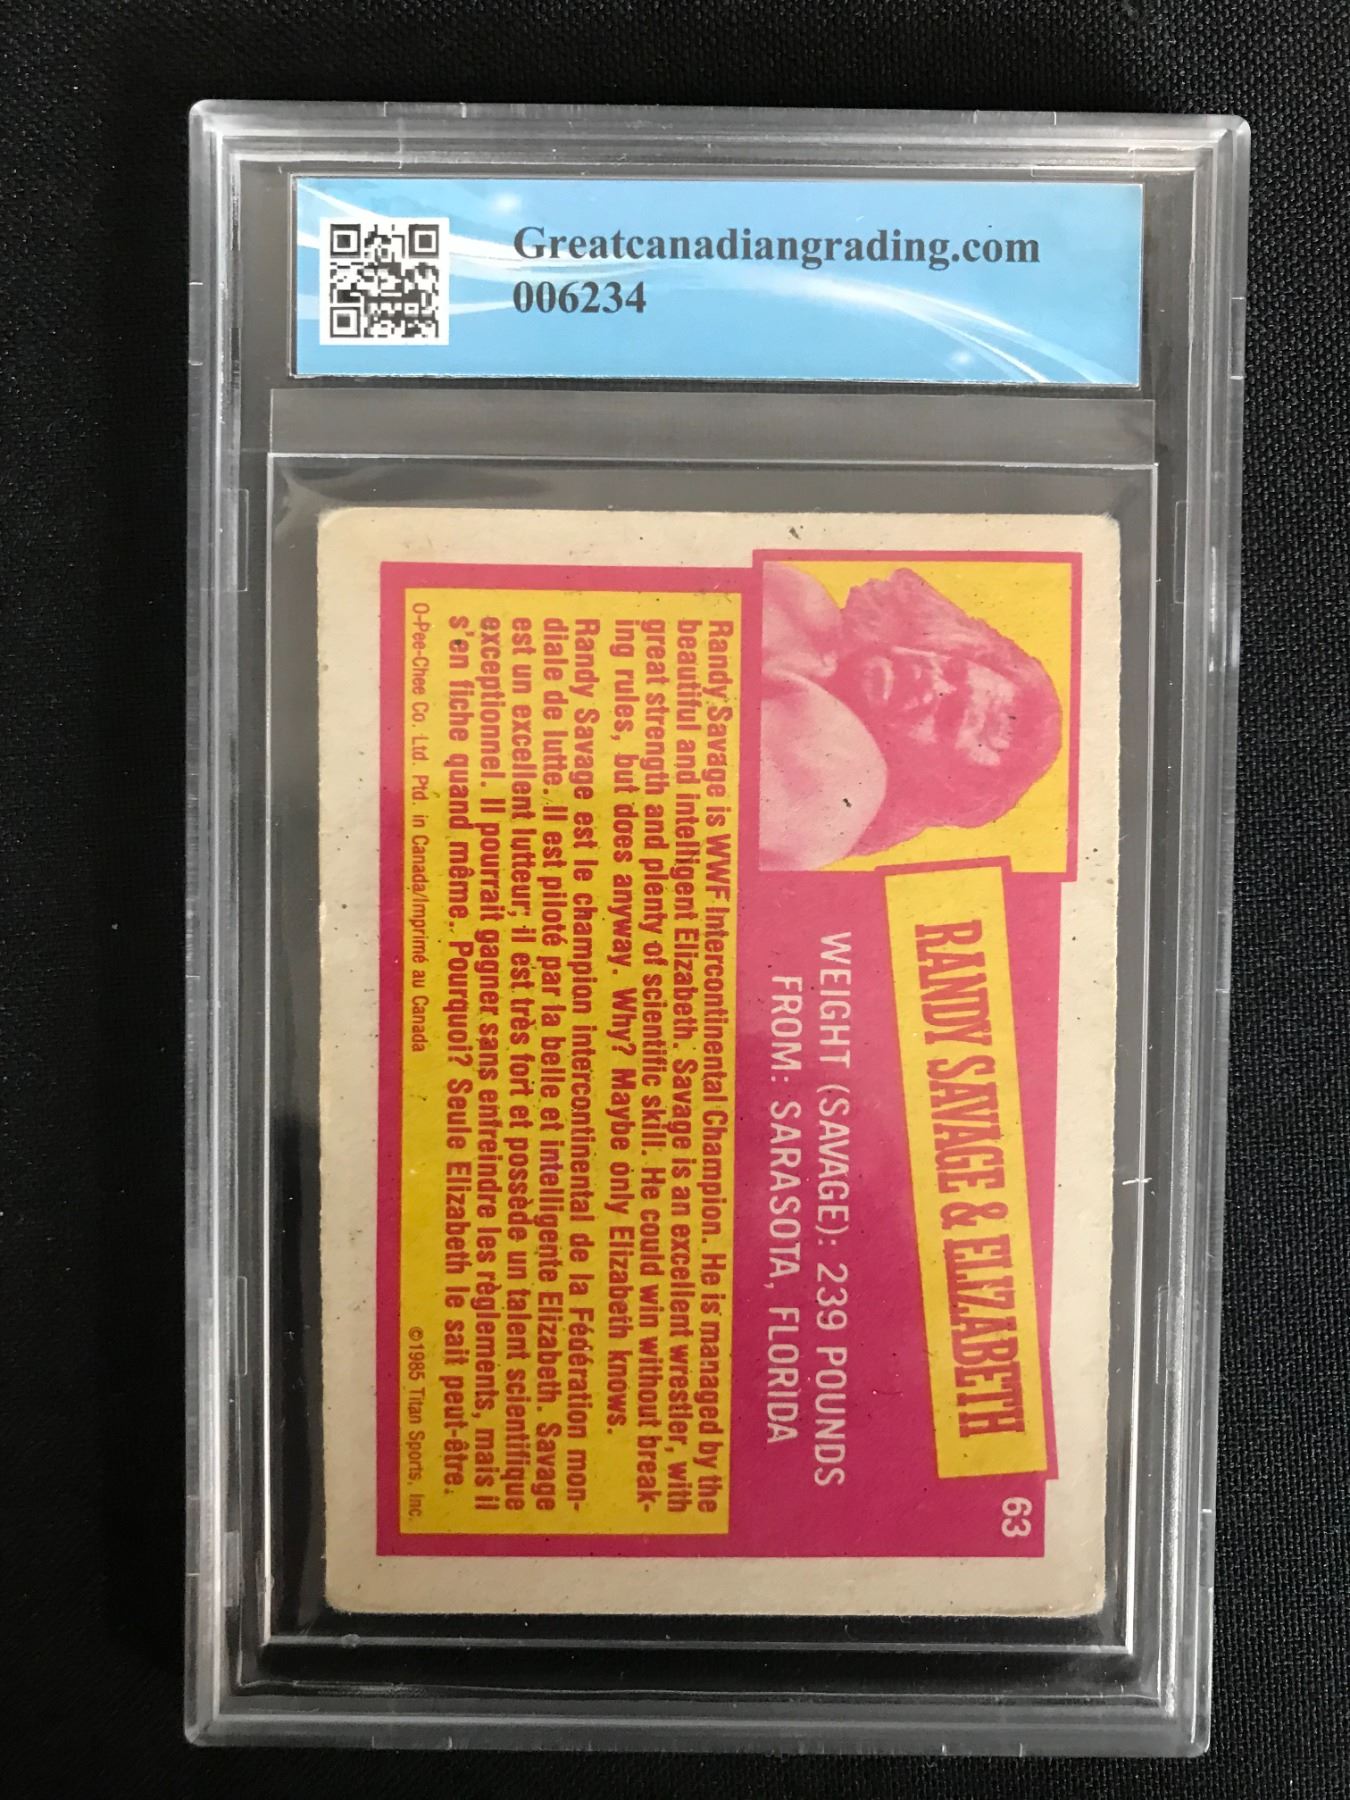 Greatcanadiangrading.com
006234
63
RANDY SAVAGE & ELIZABETH
WEIGHT (SAVAGE): 239 POUNDS
FROM: SARASOTA, FLORIDA
Randy Savage is WWF Intercontinental Champion. He is managed by the
beautiful and intelligent Elizabeth. Savage is an excellent wrestler, with
great strength and plenty of scientific skill. He could win without break-
ing rules, but does anyway. Why? Maybe only Elizabeth knows.
Randy Savage est le champion intercontinental de la Fédération mon-
diale de lutte. Il est piloté par la belle et intelligente Elizabeth. Savage
est un excellent lutteur; il est très fort et possède un talent scientifique
exceptionnel. Il pourrait gagner sans entreindre les règlements, mais il
s'en fiche quand même. Pourquoi? Seule Elizabeth le sait peut-être.
O-Pee-Chee Co. Ltd. Ptd. in Canada/Imprimé au Canada ©1985 Titan Sports, Inc.